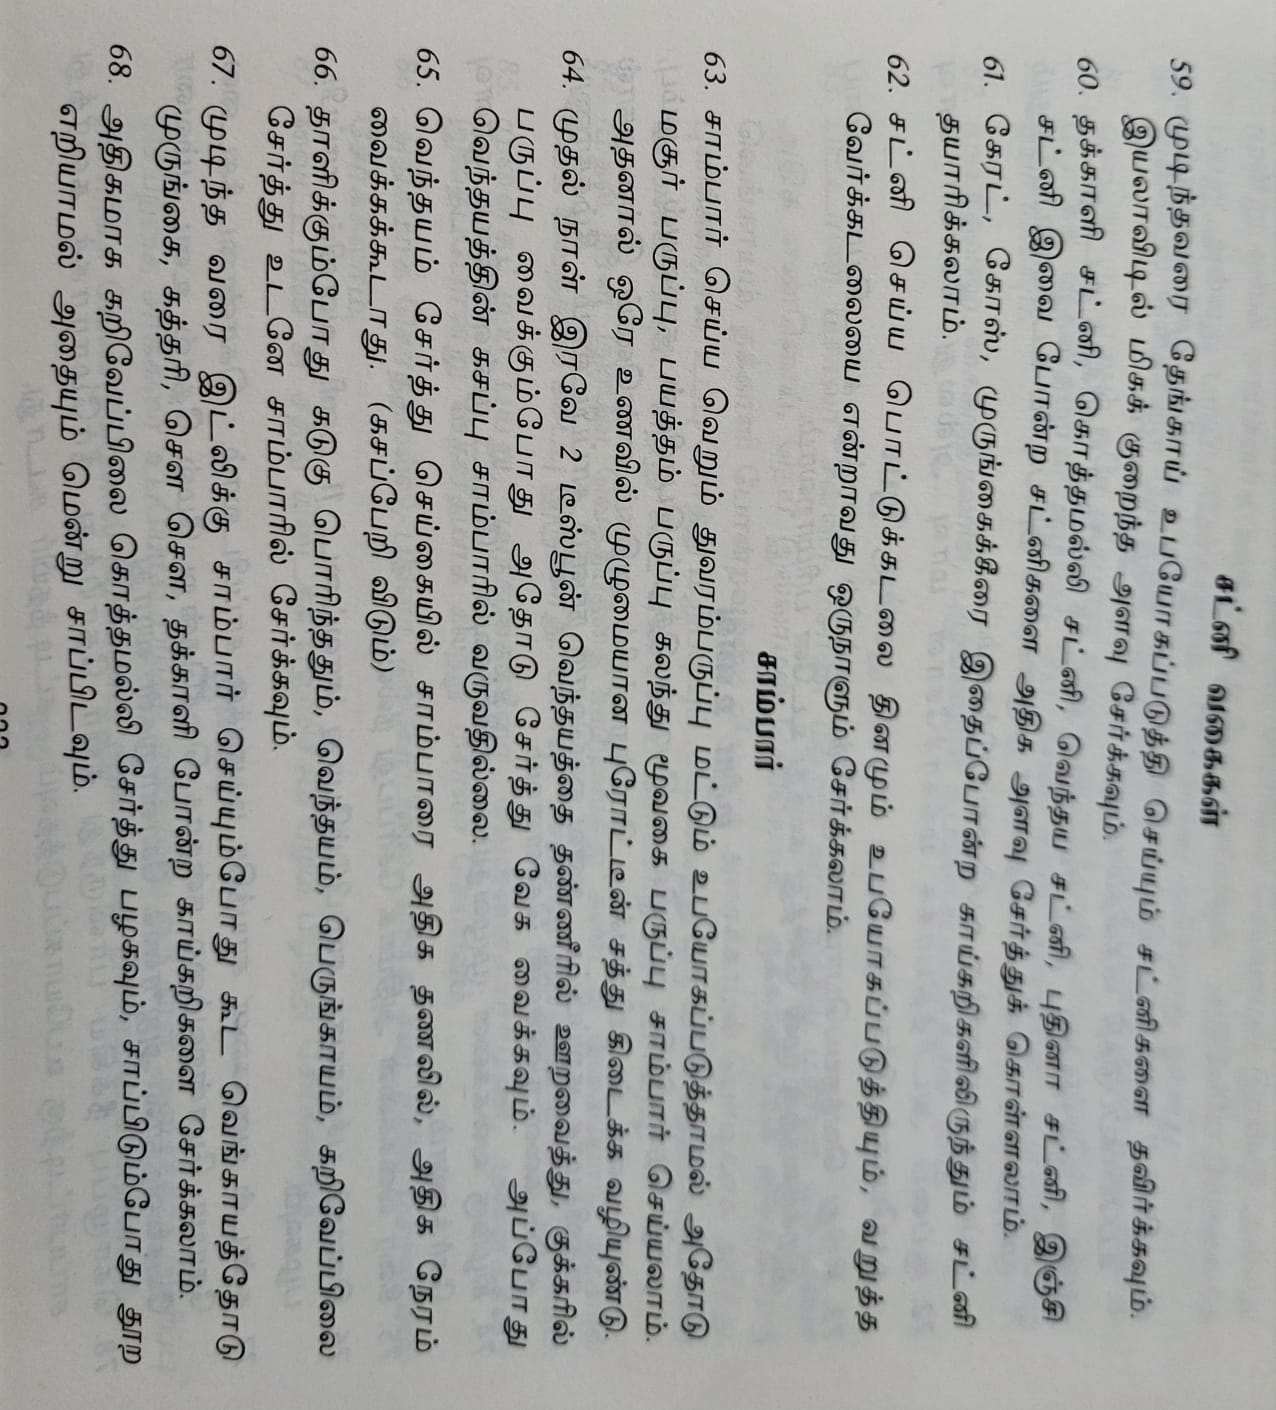 சட்னி வகைகள்
59. முடிந்தவரை தேங்காய் உபயோகப்படுத்தி செய்யும் சட்னிகளை தவிர்க்கவும்.
இயலாவிடில் மிகக் குறைந்த அளவு சேர்க்கவும்.
60. தக்காளி சட்னி, கொத்தமல்லி சட்னி, வெந்தய சட்னி, புதினா சட்னி, இஞ்சி
சட்னி இவை போன்ற சட்னிகளை அதிக அளவு சேர்த்துக் கொள்ளலாம்.
61. கேரட், கோஸ், முருங்கைக்கீரை இதைப்போன்ற காய்கறிகளிலிருந்தும் சட்னி
தயாரிக்கலாம்.
62. சட்னி செய்ய பொட்டுக்கடலை தினமும் உபயோகப்படுத்தியும், வறுத்த
வேர்க்கடலையை என்றாவது ஒருநாளும் சேர்க்கலாம்.
சாம்பார்
63. சாம்பார் செய்ய வெறும் துவரம்பருப்பு மட்டும் உபயோகப்படுத்தாமல் அதோடு
மசூர் பருப்பு, பயத்தம் பருப்பு கலந்து மூவகை பருப்பு சாம்பார் செய்யலாம்.
அதனால் ஒரே உணவில் முழுமையான புரோட்டீன் சத்து கிடைக்க வழியுண்டு.
64. முதல் நாள் இரவே 2 டீஸ்பூன் வெந்தயத்தை தண்ணீரில் ஊறவைத்து, குக்கரில்
பருப்பு வைக்கும்போது அதோடு சேர்த்து வேக வைக்கவும். அப்போது
வெந்தயத்தின் கசப்பு சாம்பாரில் வருவதில்லை.
65. வெந்தயம் சேர்த்து செய்கையில் சாம்பாரை அதிக தணலில், அதிக நேரம்
வைக்கக்கூடாது. (கசப்பேறி விடும்)
66. தாளிக்கும்போது கடுகு பொரிந்ததும், வெந்தயம், பெருங்காயம், கறிவேப்பிலை
சேர்த்து உடனே சாம்பாரில் சேர்க்கவும்.
67. முடிந்த வரை இட்லிக்கு சாம்பார் செய்யும்போது கூட வெங்காயத்தோடு
முருங்கை, கத்தரி, சௌ சௌ, தக்காளி போன்ற காய்கறிகளை சேர்க்கலாம்.
68. அதிகமாக கறிவேப்பிலை கொத்தமல்லி சேர்த்து பழகவும், சாப்பிடும்போது தூற
எறியாமல் அதையும் மென்று சாப்பிடவும்.